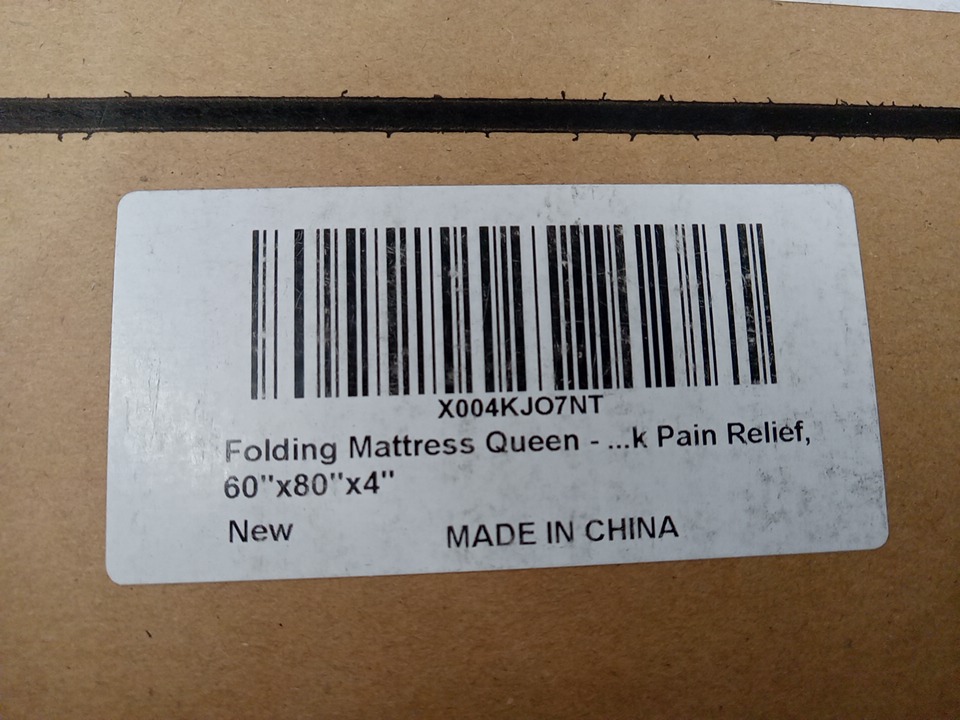 X004KJO7NT
Folding Mattress Queen - ...k Pain Relief,
60"x80"x4"
New MADE IN CHINA